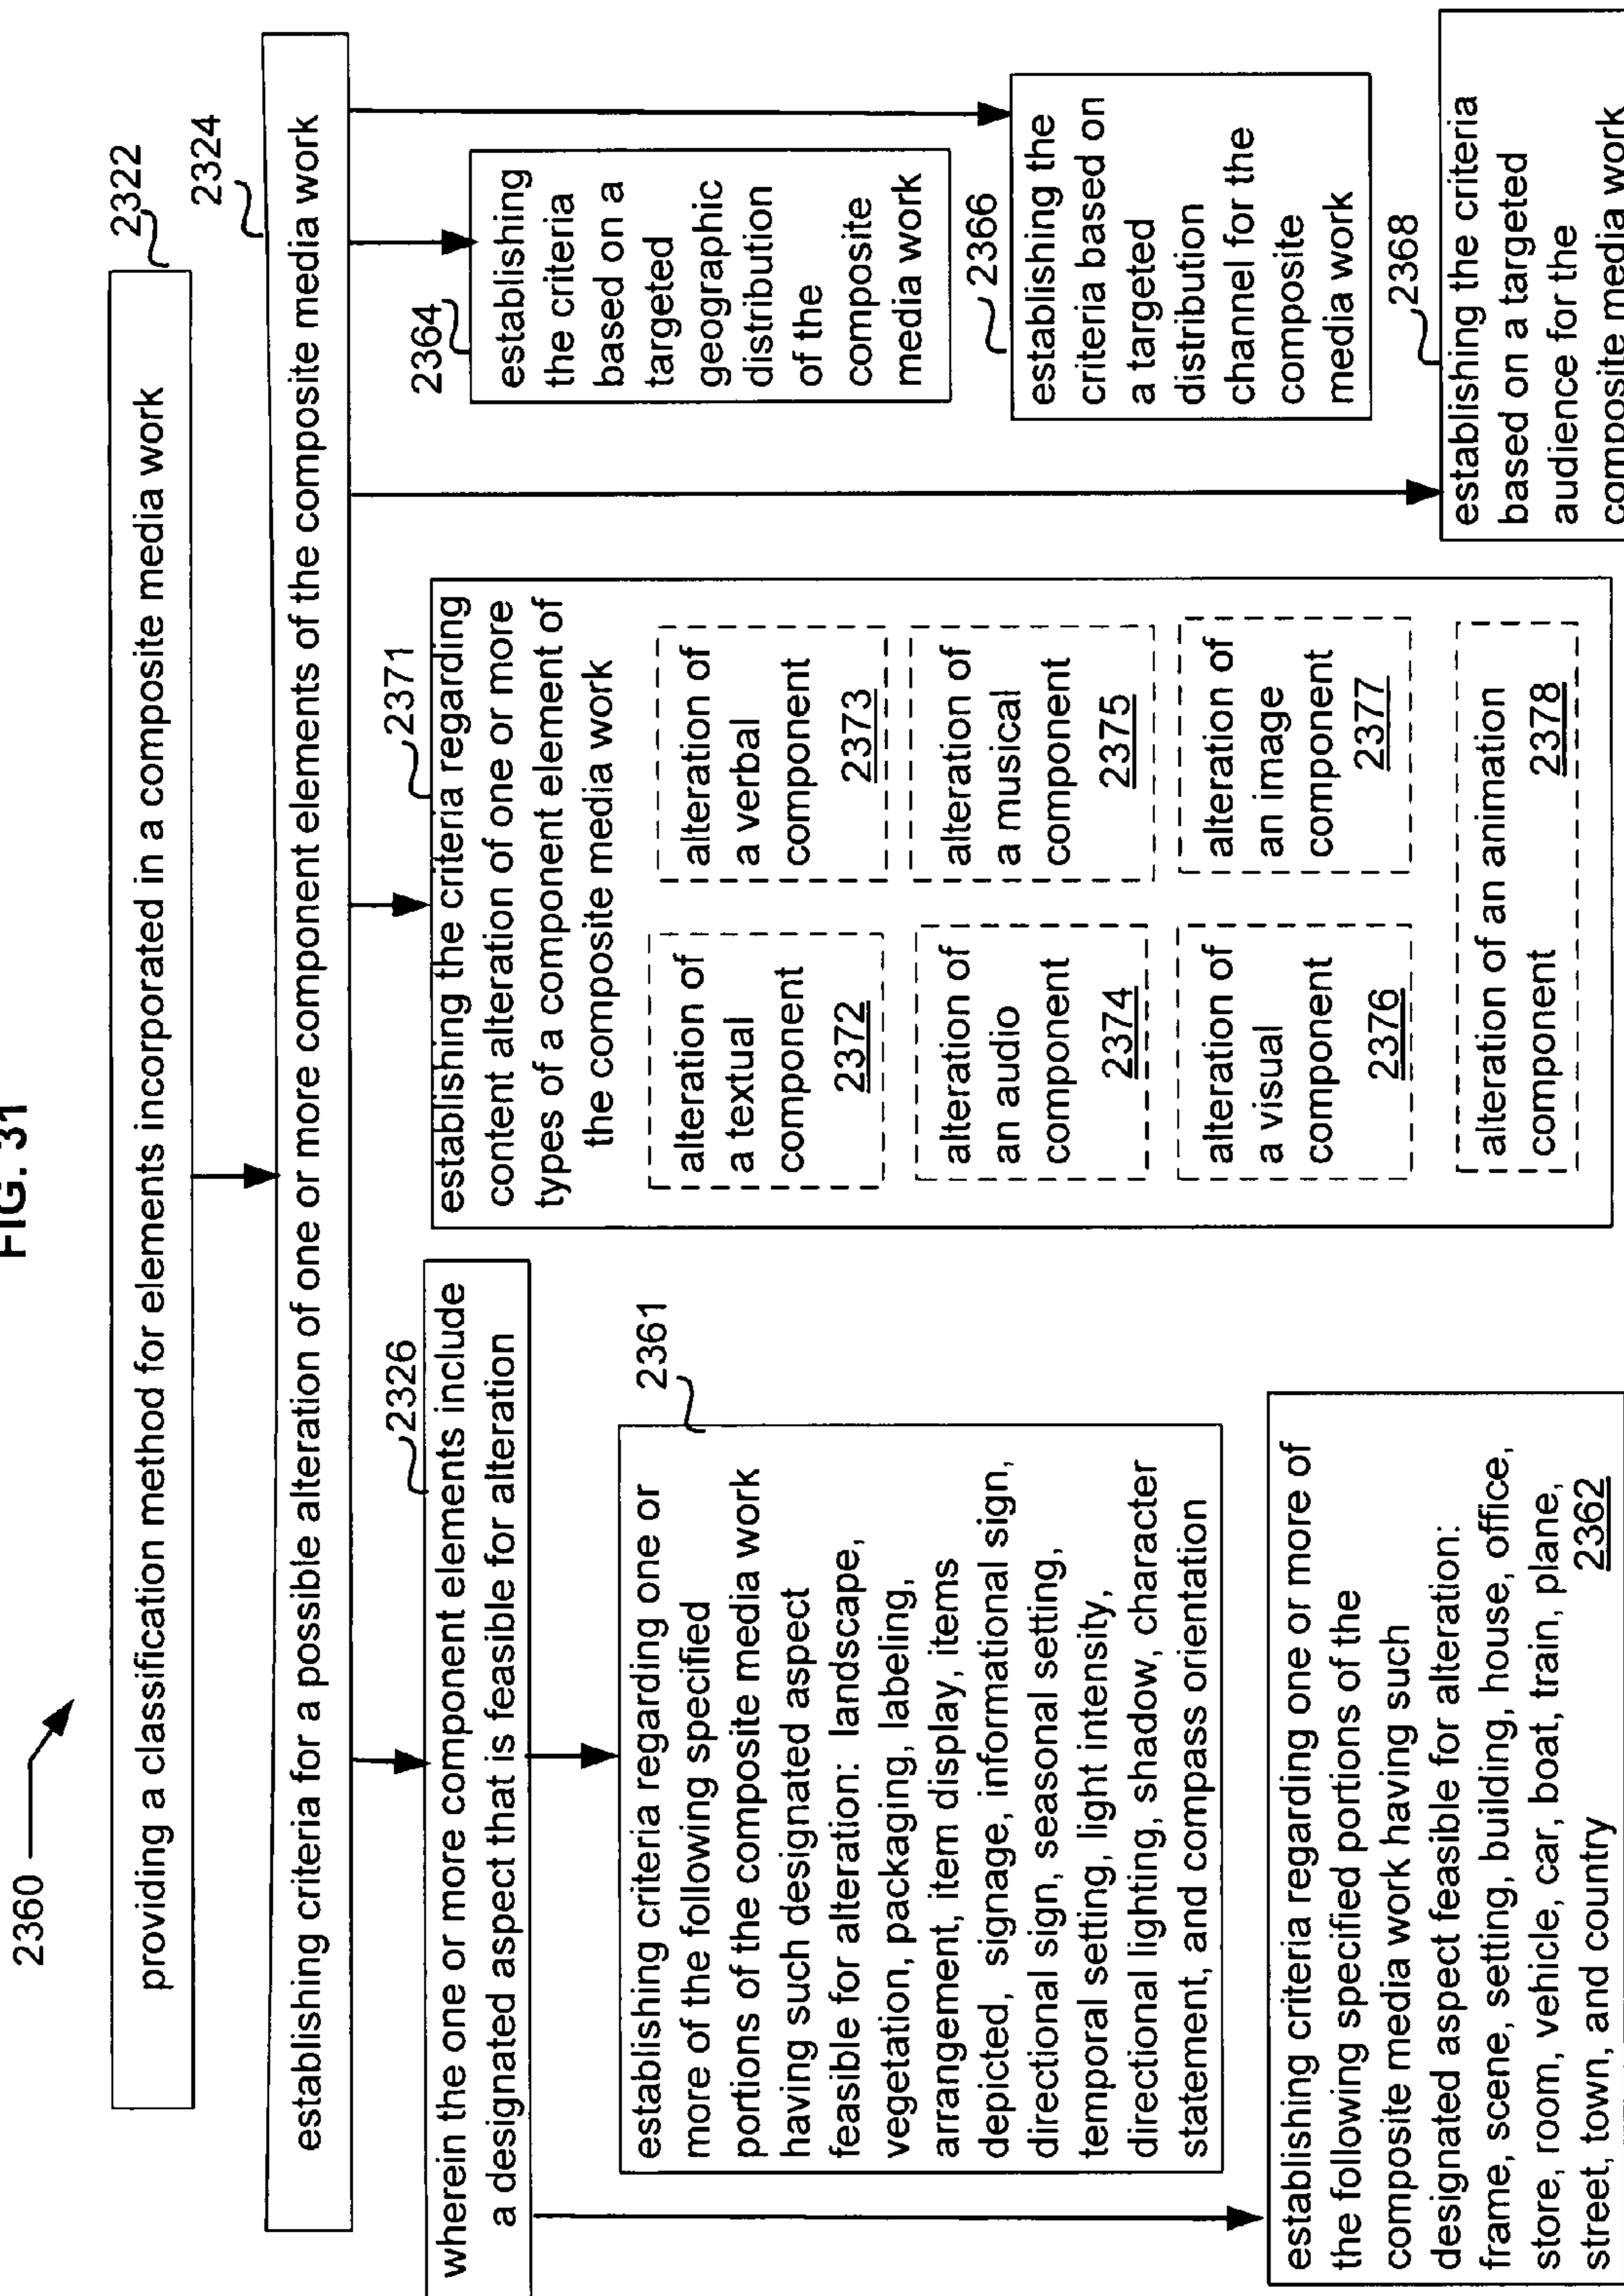 FIG. 31
2360
providing a classification method for elements incorporated in a composite media work
2322
establishing criteria for a possible alteration of one or more component elements of the composite media work
2324
wherein the one or more component elements include
a designated aspect that is feasible for alteration
2326
establishing criteria regarding one or
more of the following specified
portions of the composite media work
having such designated aspect
feasible for alteration: landscape,
vegetation, packaging, labeling,
arrangement, item display, items
depicted, signage, informational sign,
directional sign, seasonal setting,
temporal setting, light intensity,
directional lighting, shadow, character
statement, and compass orientation
2361
establishing criteria regarding one or more of
the following specified portions of the
composite media work having such
designated aspect feasible for alteration:
frame, scene, setting, building, house, office,
store, room, vehicle, car, boat, train, plane,
street, town, and country
2362
establishing the criteria regarding
content alteration of one or more
types of a component element of
the composite media work
2371
alteration of
a textual
component
2372
alteration of
a verbal
component
2373
alteration of
an audio
component
2374
alteration of
a musical
component
2375
alteration of
a visual
component
2376
alteration of
an image
component
2377
alteration of an animation
component
2378
2364
establishing
the criteria
based on a
targeted
geographic
distribution
of the
composite
media work
2366
establishing the
criteria based on
a targeted
distribution
channel for the
composite
media work
2368
establishing the criteria
based on a targeted
audience for the
composite media work